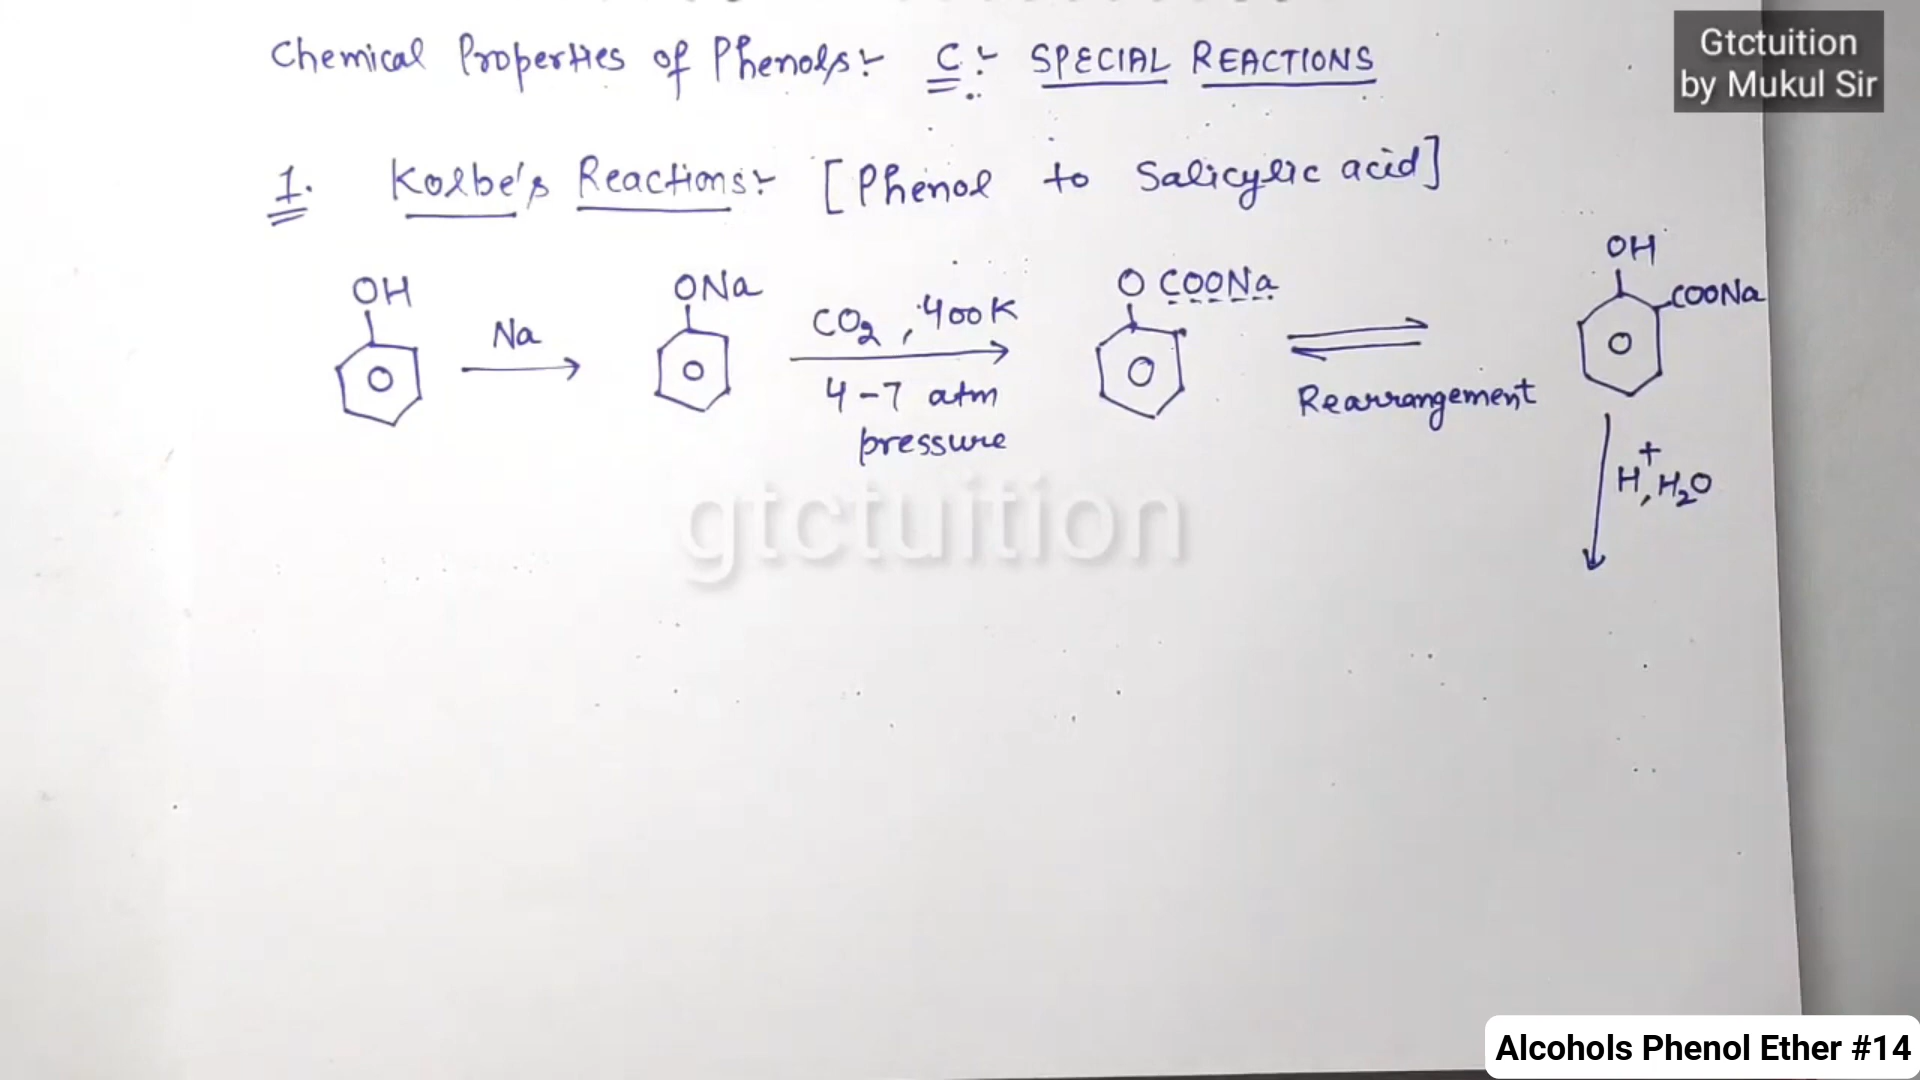 Chemical Properties of Phenols:- C:- SPECIAL REACTIONS
Gtctuition
by Mukul Sir
1. Kolbe's Reactions:- [Phenol to Salicylic acid]
OH
ONa
O COONa
OH
COONa
Na
CO2, 400K
4-7 atm
pressure
Rearrangement
H+, H2O
gtctuition
Alcohols Phenol Ether #14